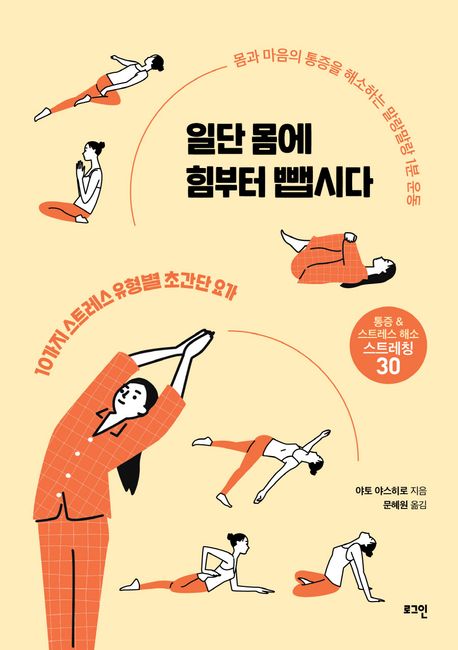 몸과 마음의 통증을 해소하는 말랑말랑 1분 운동
일단 몸에
힘부터 뺍시다
10가지 스트레스 유형별 초간단 요가
통증 &
스트레스 해소
스트레칭
30
야토 야스히로 지음
문혜원 옮김
로그인